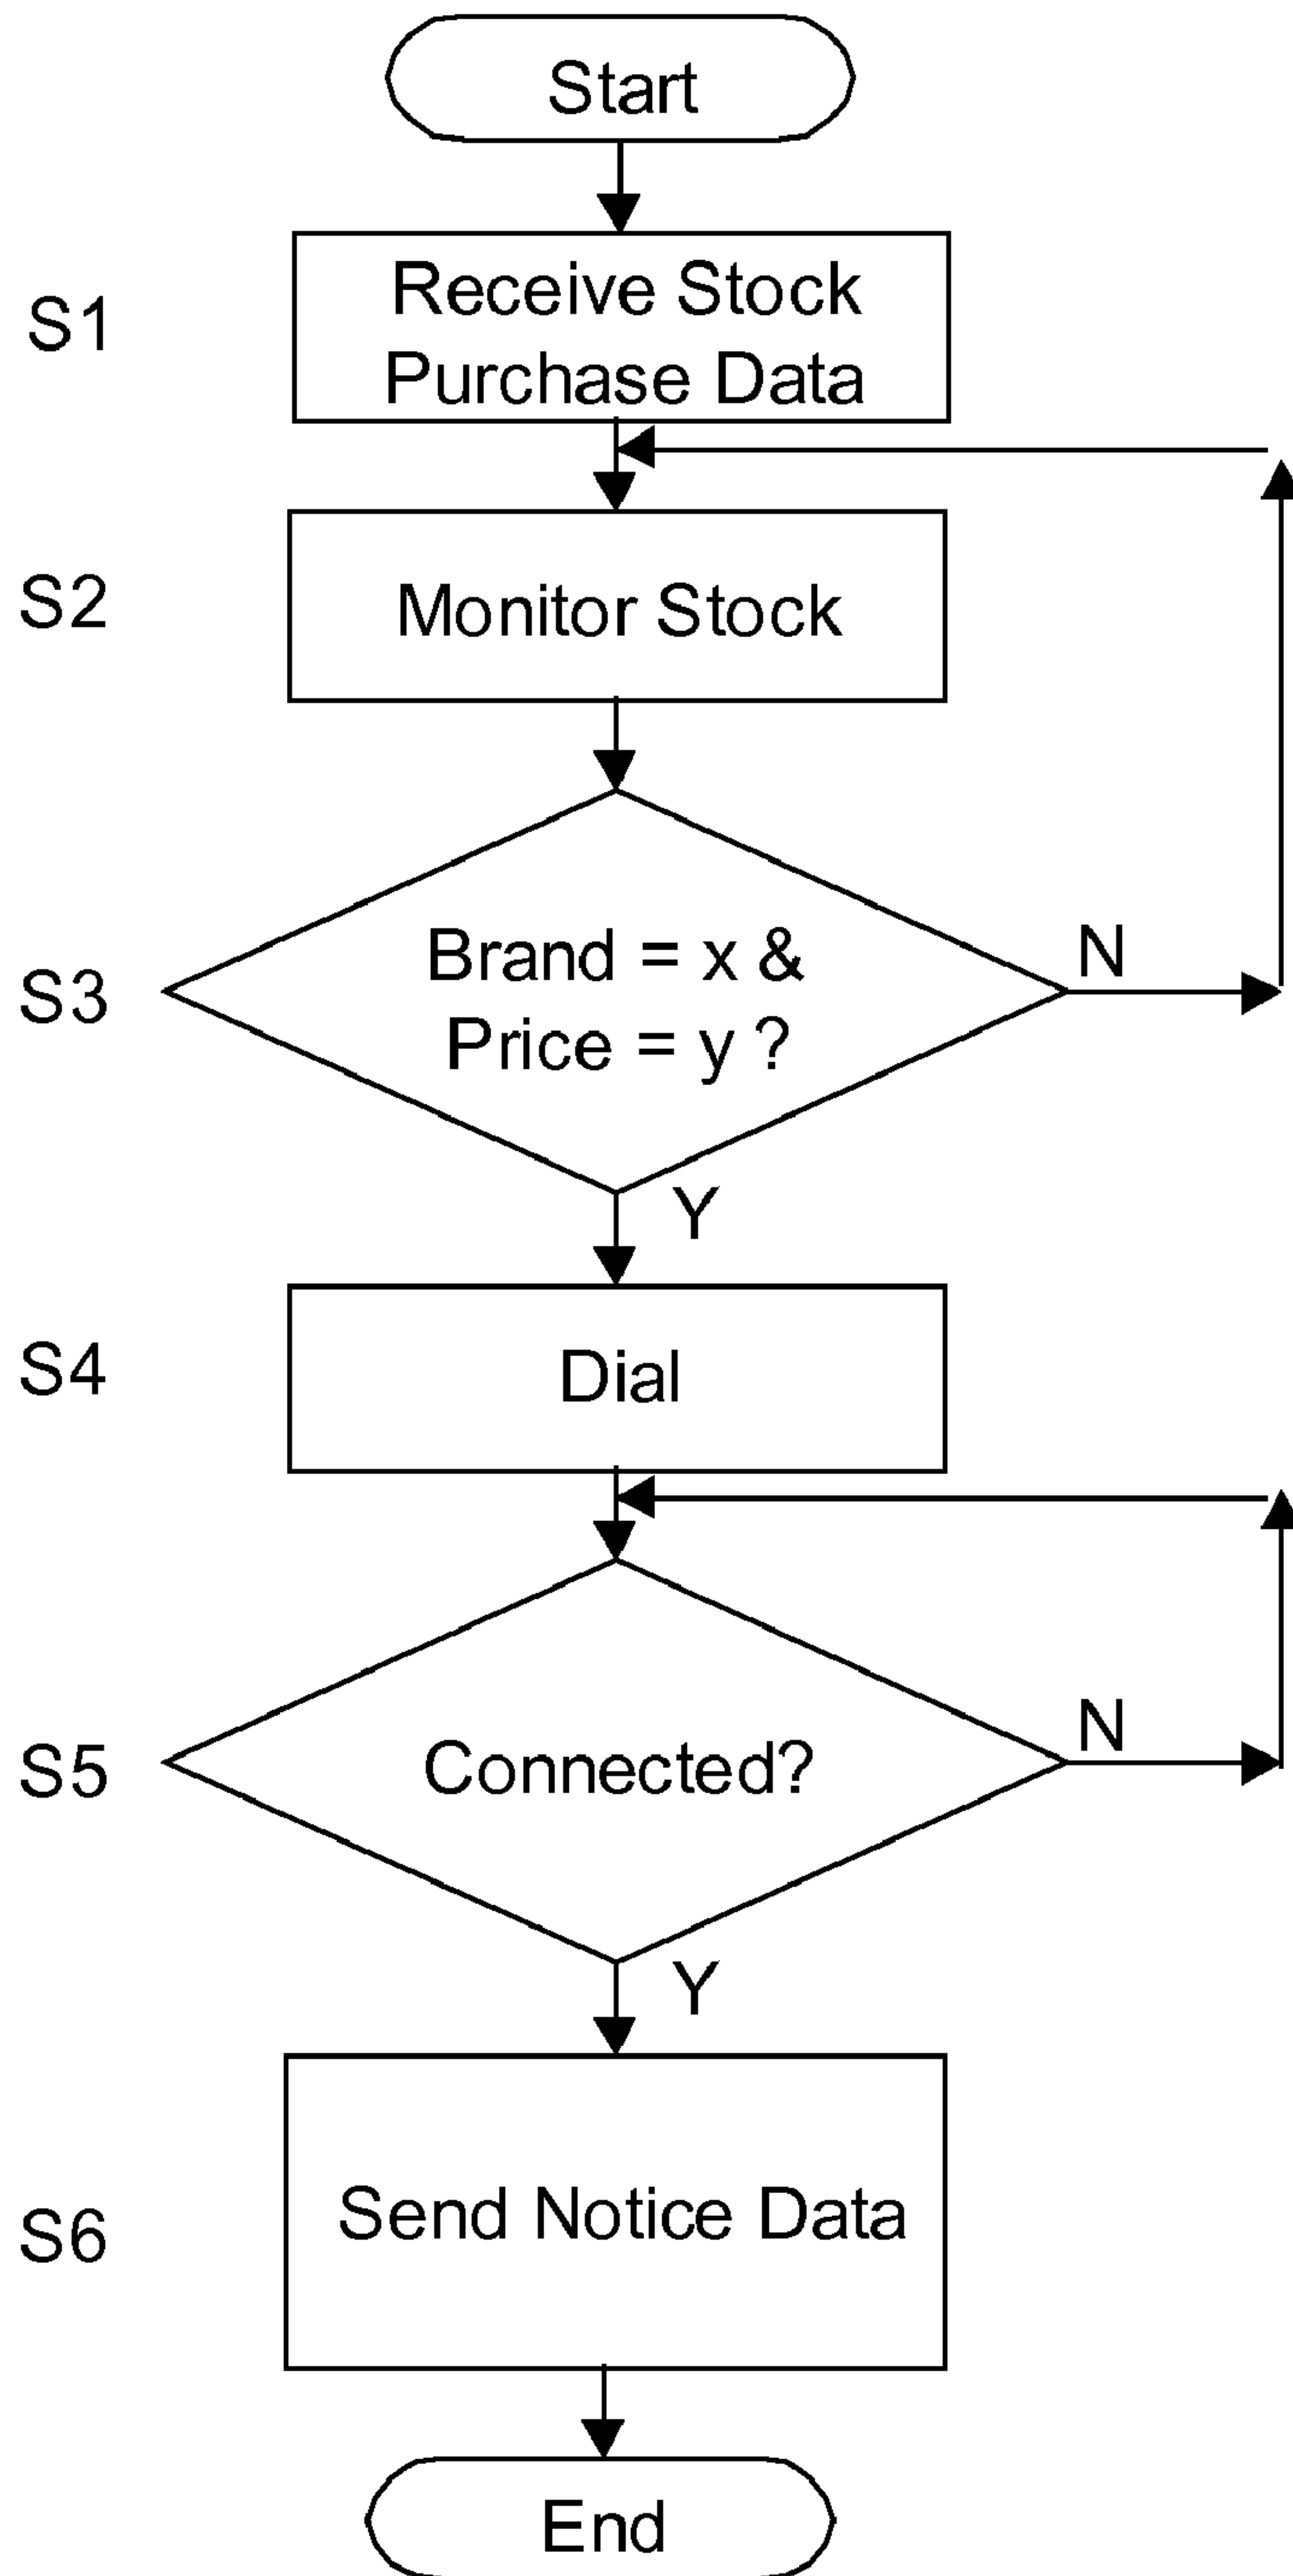 Start
S1
Receive Stock
Purchase Data
S2
Monitor Stock
S3
Brand = x &
Price = y ?
N
Y
S4
Dial
S5
Connected?
N
Y
S6
Send Notice Data
End